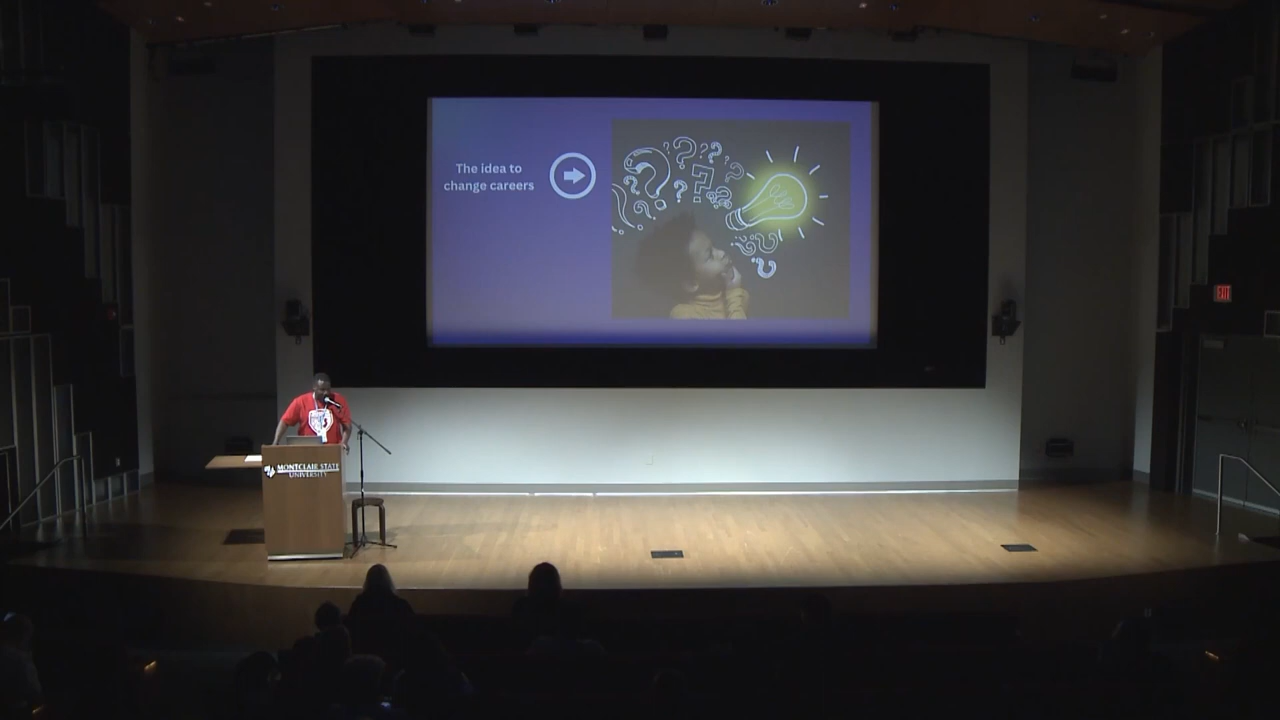 The idea to
change careers
MONTCLAIR STATE
UNIVERSITY
EXIT